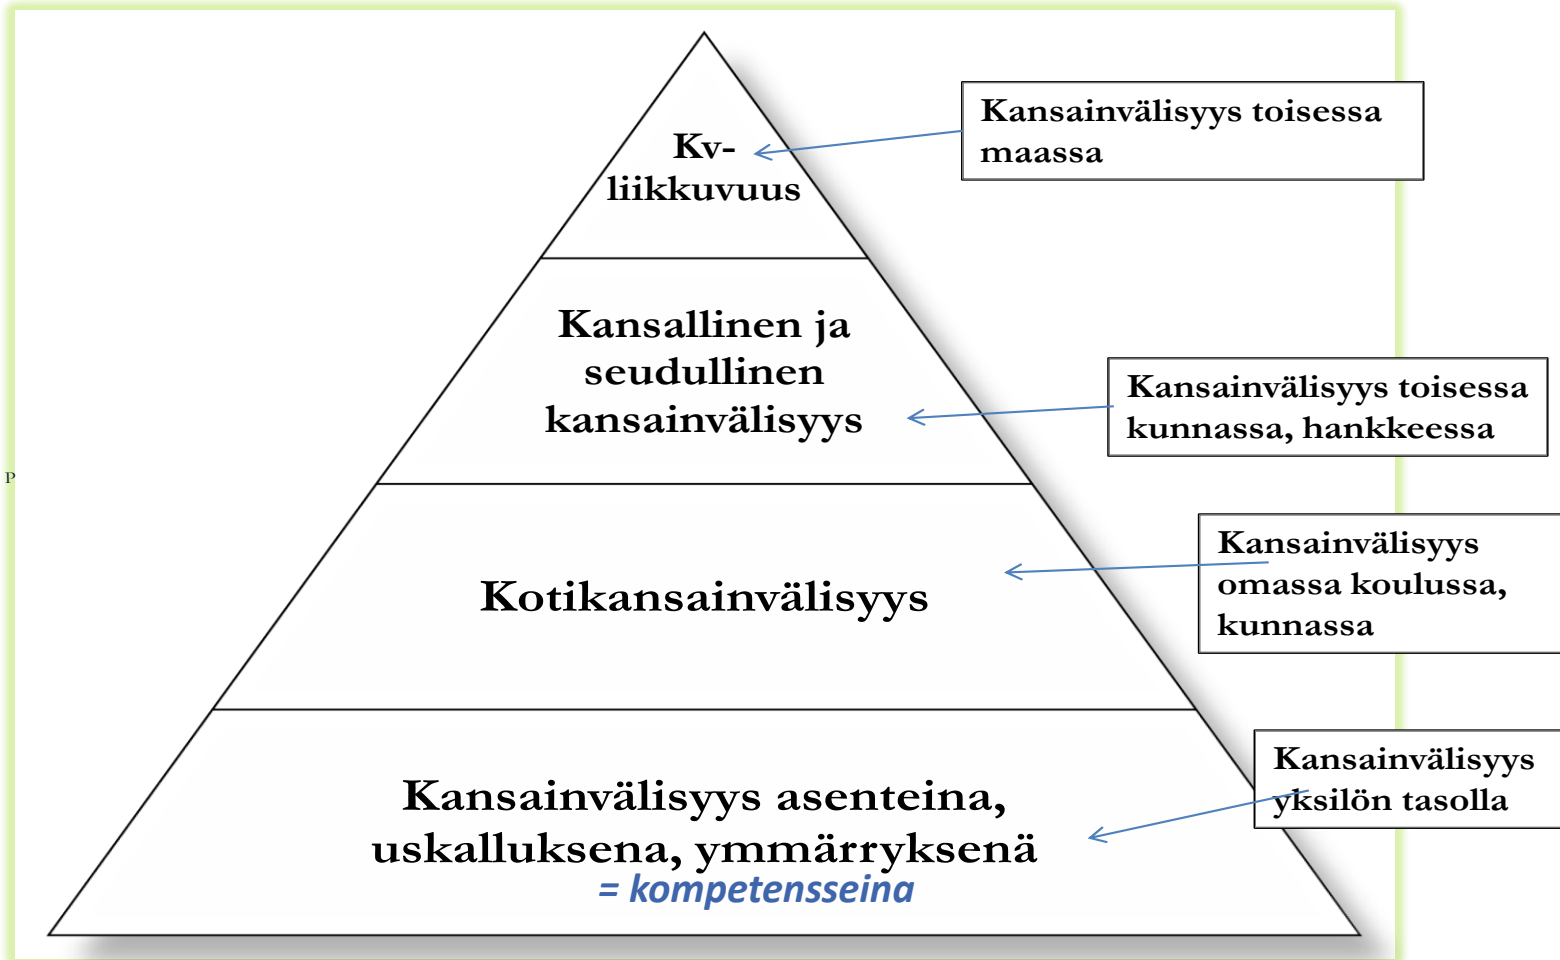 Kv-
liikkuvuus
Kansainvälisyys toisessa
maassa
Kansallinen ja
seudullinen
kansainvälisyys
Kansainvälisyys toisessa
kunnassa, hankkeessa
P
Kotikansainvälisyys
Kansainvälisyys
omassa koulussa,
kunnassa
Kansainvälisyys asenteina,
uskalluksena, ymmärryksenä
= kompetensseina
Kansainvälisyys
yksilön tasolla